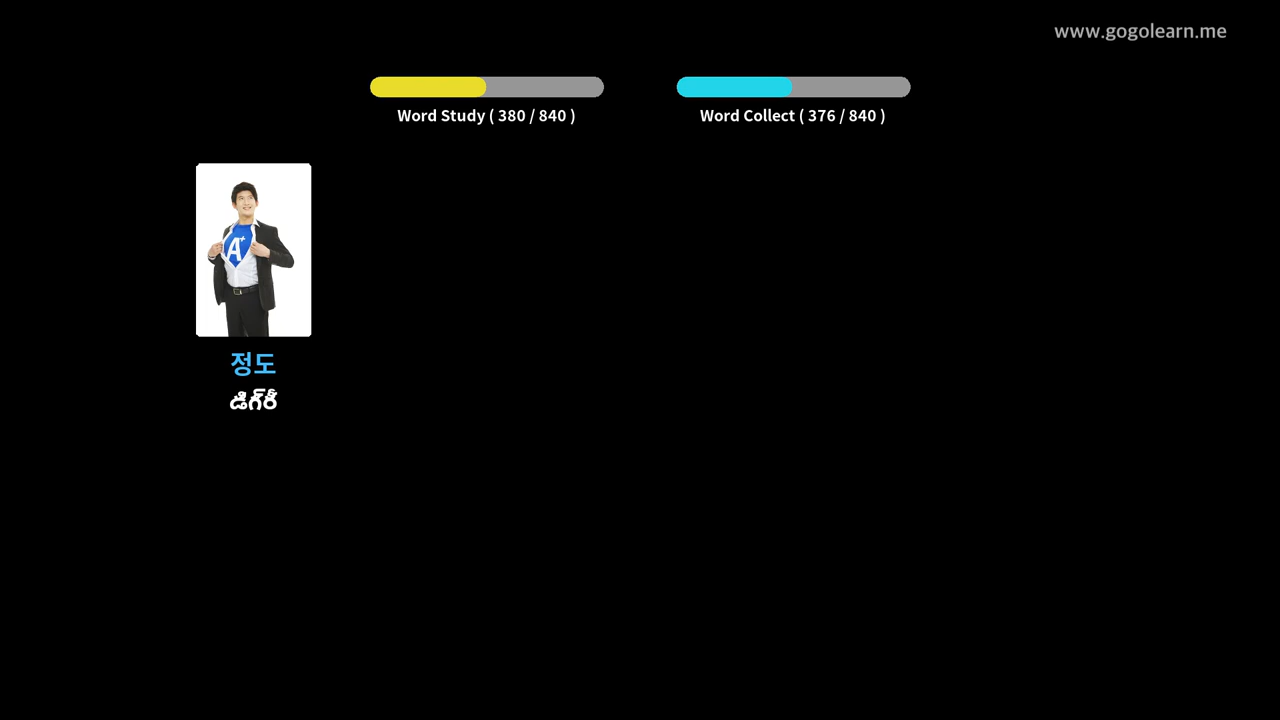 www.gogolearn.me
Word Study ( 380 / 840 )
Word Collect ( 376 / 840 )
A+
정도
డిగ్రీ